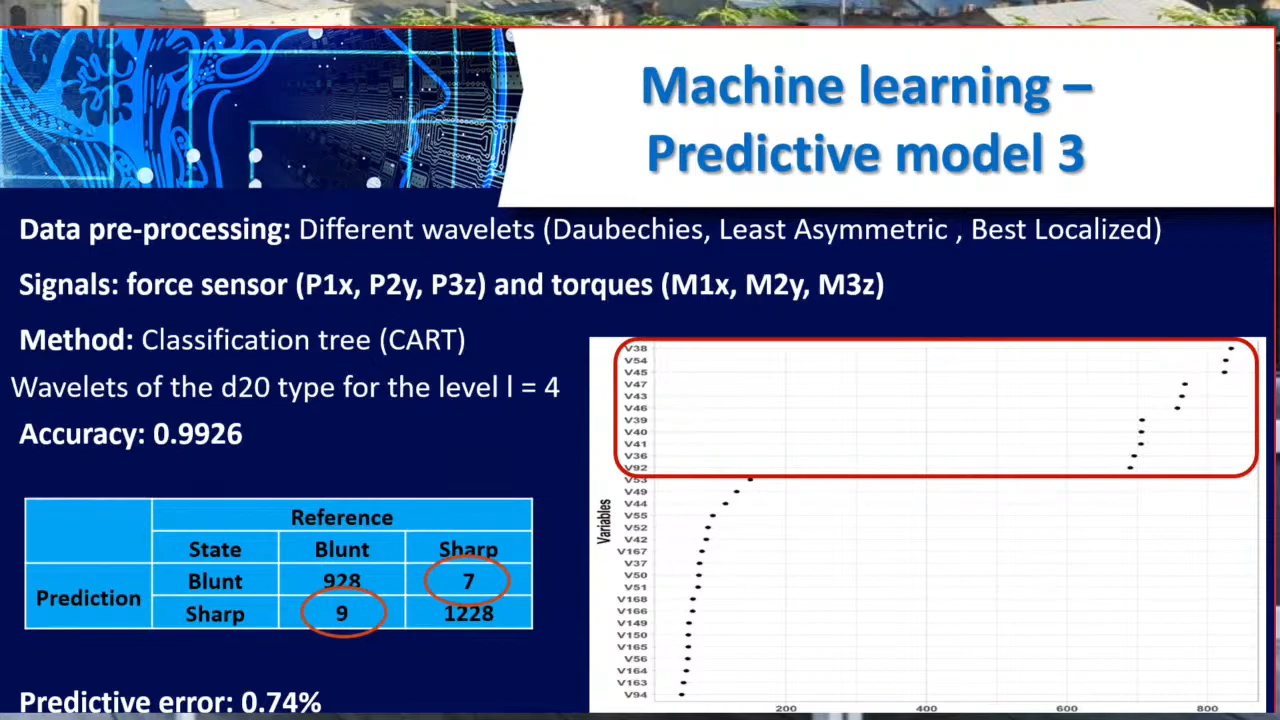 Machine learning –
Predictive model 3
Data pre-processing: Different wavelets (Daubechies, Least Asymmetric , Best Localized)
Signals: force sensor (P1x, P2y, P3z) and torques (M1x, M2y, M3z)
Method: Classification tree (CART)
Wavelets of the d20 type for the level l = 4
Accuracy: 0.9926
Reference
State Blunt Sharp
Prediction
Blunt 928 7
Sharp 9 1228
Predictive error: 0.74%
Variables
V38
V54
V45
V47
V43
V46
V39
V40
V41
V36
V92
V53
V49
V44
V55
V52
V42
V167
V37
V50
V51
V168
V166
V149
V150
V165
V56
V164
V163
V94
200 400 600 800